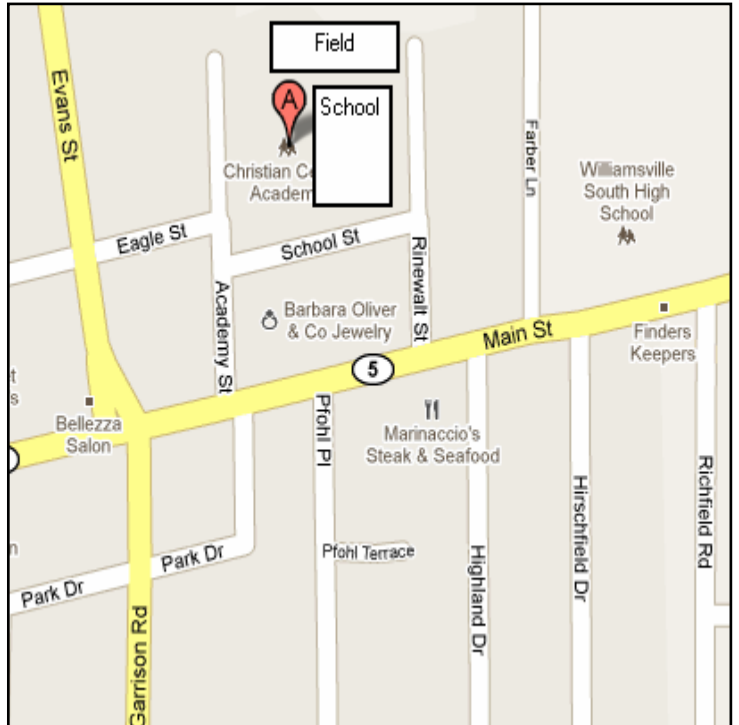 Field
Evans St
A
School
Christian Ce
Academ
Farber Ln
Williamsville
South High
School
Eagle St
School St
Rinewalt St
Academy St
Barbara Oliver
& Co Jewelry
Main St
Finders
Keepers
5
t
s
Bellezza
Salon
Pfohl Pl
Marinaccio's
Steak & Seafood
Hirschfield Dr
Richfield Rd
n
Park Dr
Pfohl Terrace
Highland Dr
Park Dr
Garrison Rd